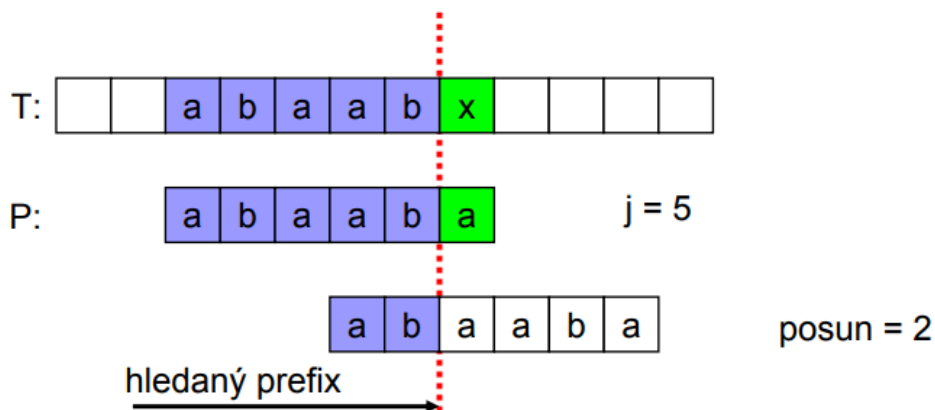 T: a b a a b x
P: a b a a b a j = 5
a b a a b a posun = 2
hledaný prefix